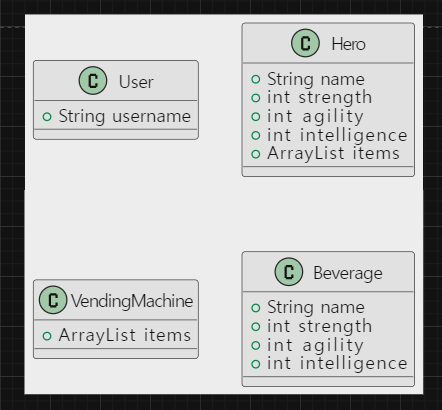 C User
String username
C Hero
String name
int strength
int agility
int intelligence
ArrayList items
C VendingMachine
ArrayList items
C Beverage
String name
int strength
int agility
int intelligence